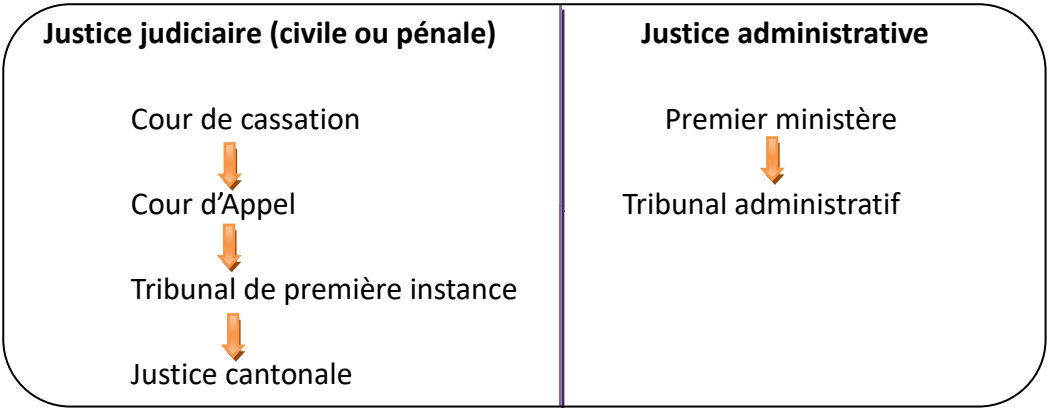 Justice judiciaire (civile ou pénale)
Cour de cassation
Cour d’Appel
Tribunal de première instance
Justice cantonale
Justice administrative
Premier ministère
Tribunal administratif